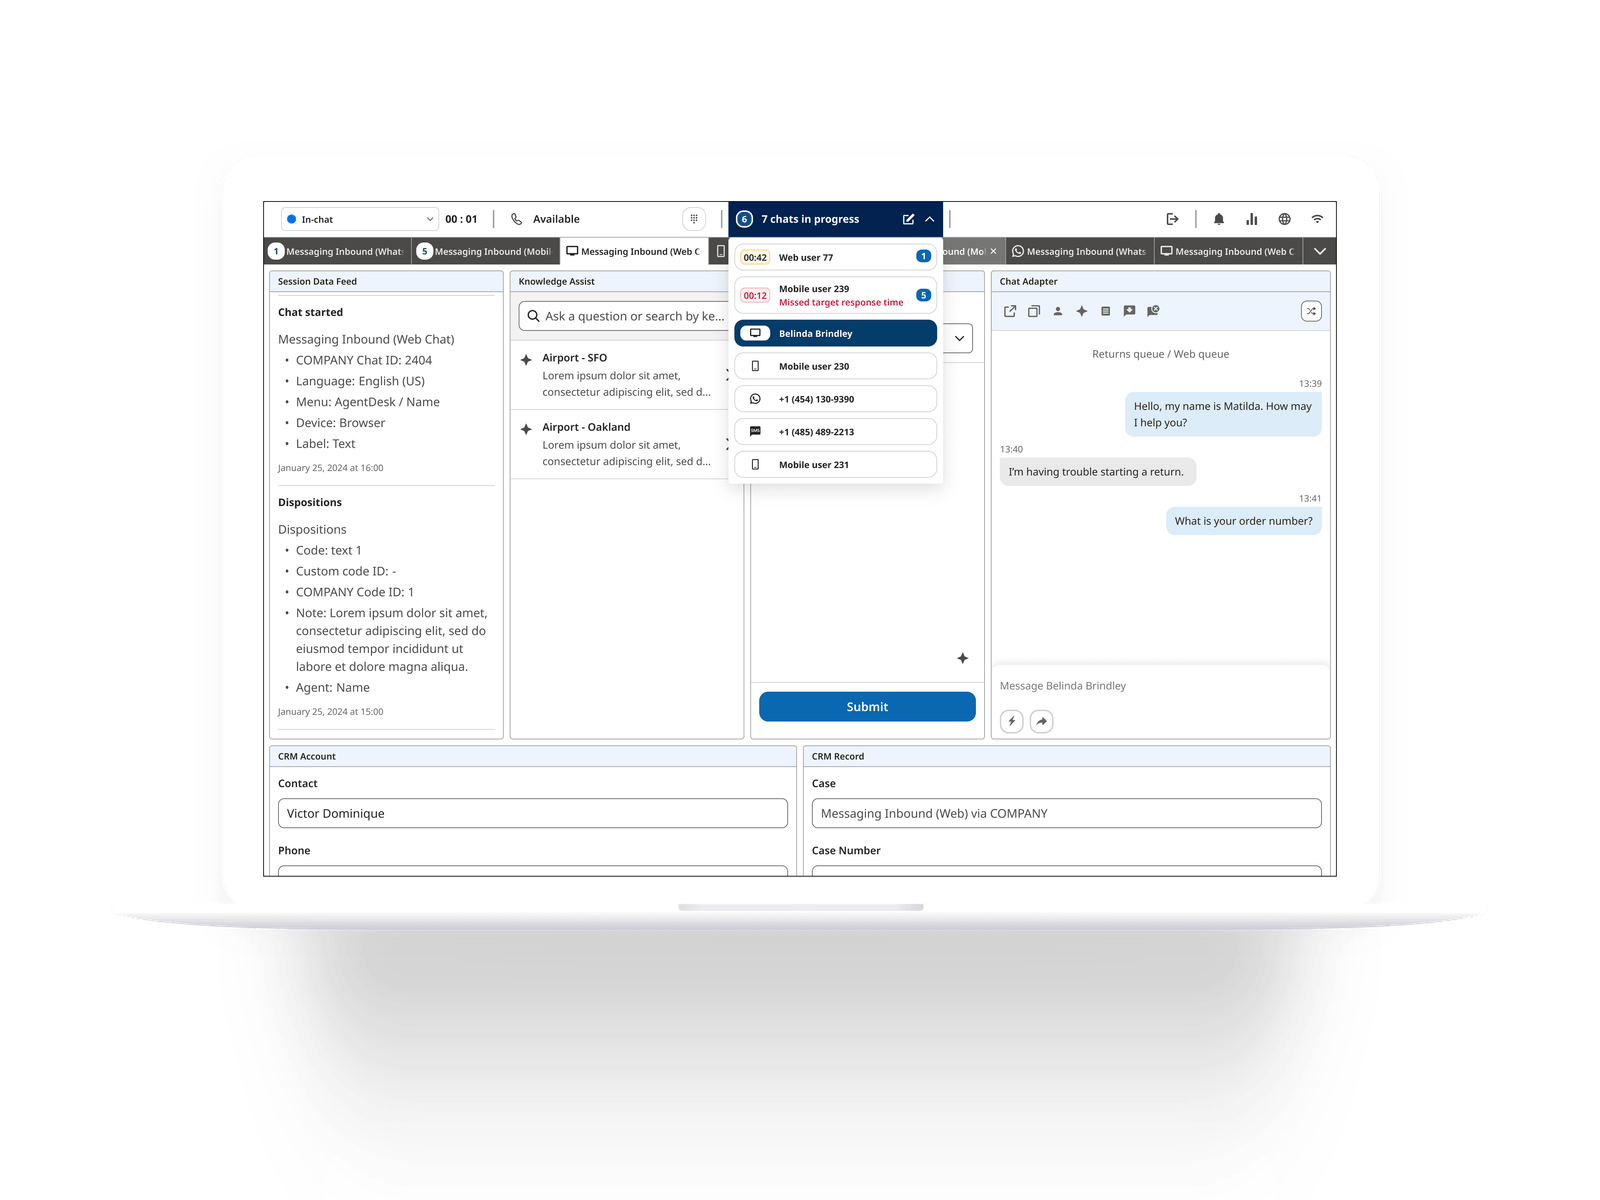 In-chat
00 : 01
Available
6
7 chats in progress
1
Messaging Inbound (What
5
Messaging Inbound (Mobil
Messaging Inbound (Web C
ound (Mo
Messaging Inbound (Whats
Messaging Inbound (Web C
00:42
Web user 77
1
00:12
Mobile user 239
Missed target response time
5
Belinda Brindley
Mobile user 230
+1 (454) 130-9390
SMS
+1 (485) 489-2213
Mobile user 231
Session Data Feed
Chat started
Messaging Inbound (Web Chat)
• COMPANY Chat ID: 2404
• Language: English (US)
• Menu: AgentDesk / Name
• Device: Browser
• Label: Text
January 25, 2024 at 16:00
Dispositions
Dispositions
• Code: text 1
• Custom code ID: -
• COMPANY Code ID: 1
• Note: Lorem ipsum dolor sit amet,
consectetur adipiscing elit, sed do
eiusmod tempor incididunt ut
labore et dolore magna aliqua.
• Agent: Name
January 25, 2024 at 15:00
Knowledge Assist
Ask a question or search by ke...
Airport - SFO
Lorem ipsum dolor sit amet,
consectetur adipiscing elit, sed d...
Airport - Oakland
Lorem ipsum dolor sit amet,
consectetur adipiscing elit, sed d...
Submit
Chat Adapter
Returns queue / Web queue
13:39
Hello, my name is Matilda. How may
I help you?
13:40
I'm having trouble starting a return.
13:41
What is your order number?
Message Belinda Brindley
CRM Account
Contact
Victor Dominique
Phone
CRM Record
Case
Messaging Inbound (Web) via COMPANY
Case Number